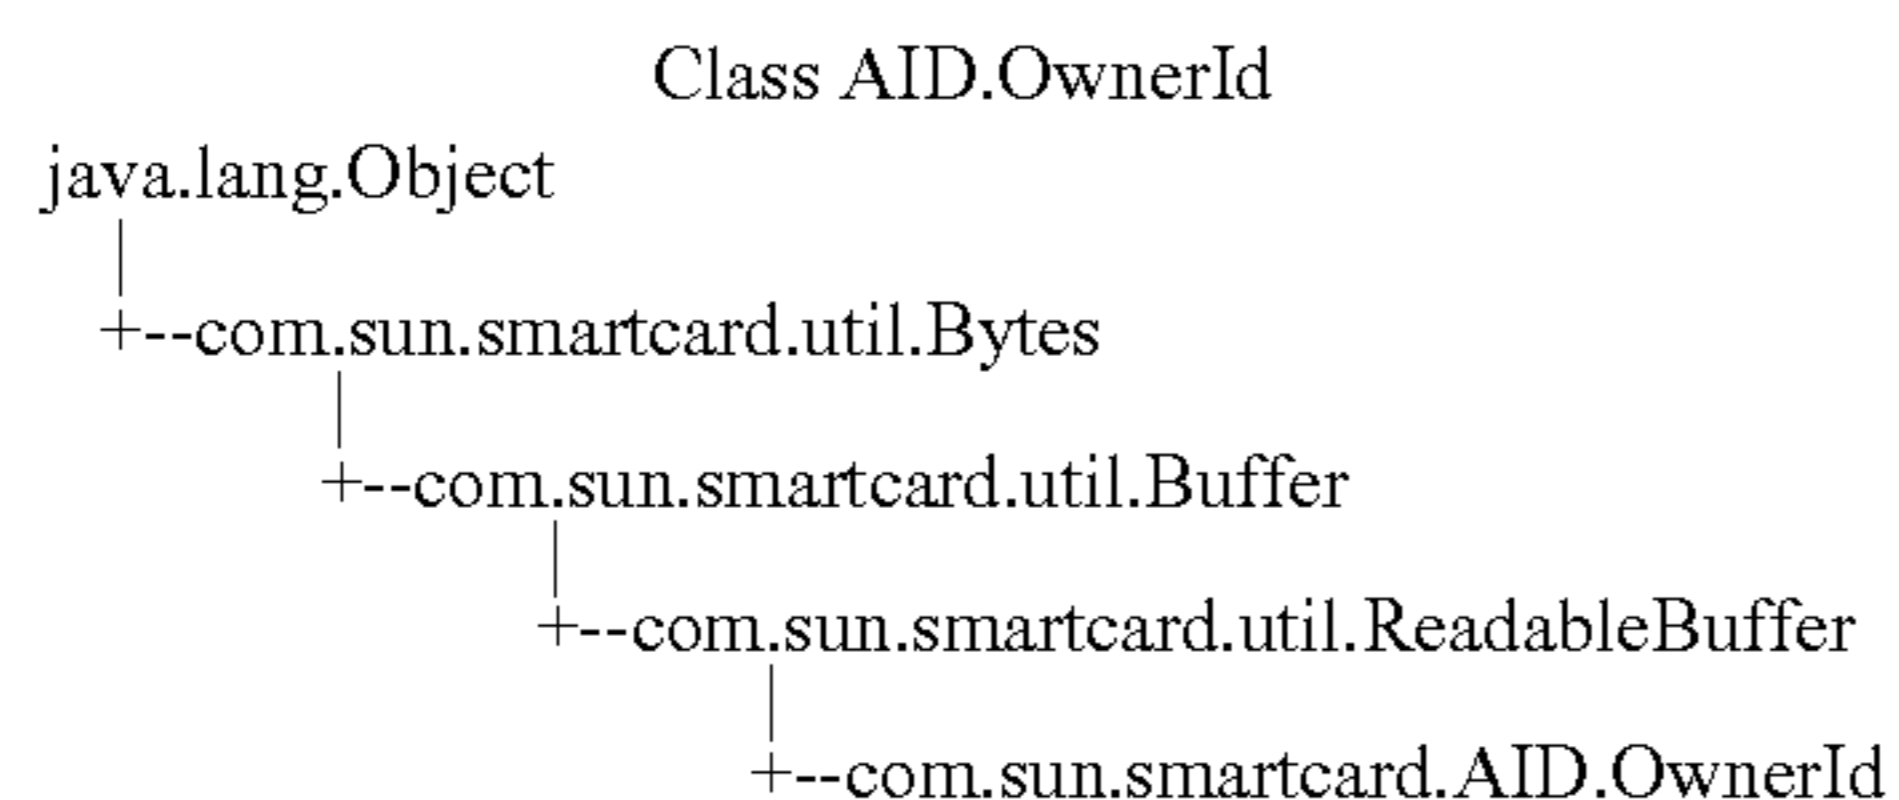 Class AID.OwnerId
java.lang.Object
|
+--com.sun.smartcard.util.Bytes
|
+--com.sun.smartcard.util.Buffer
|
+--com.sun.smartcard.util.ReadableBuffer
|
+--com.sun.smartcard.AID.OwnerId